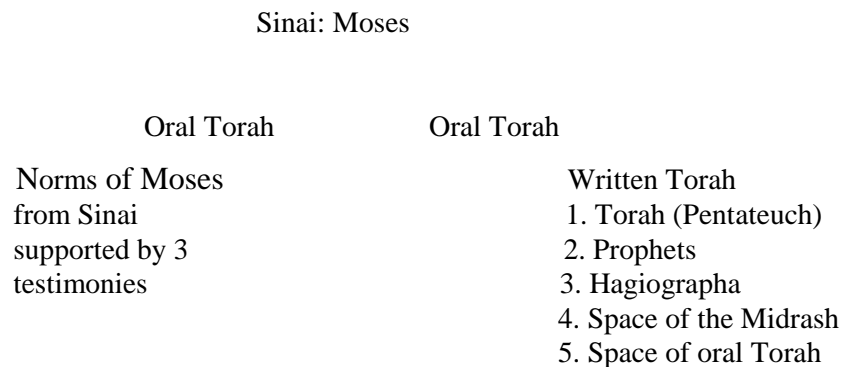 Sinai: Moses
Oral Torah Oral Torah
Norms of Moses
from Sinai
supported by 3
testimonies
Written Torah
1. Torah (Pentateuch)
2. Prophets
3. Hagiographa
4. Space of the Midrash
5. Space of oral Torah